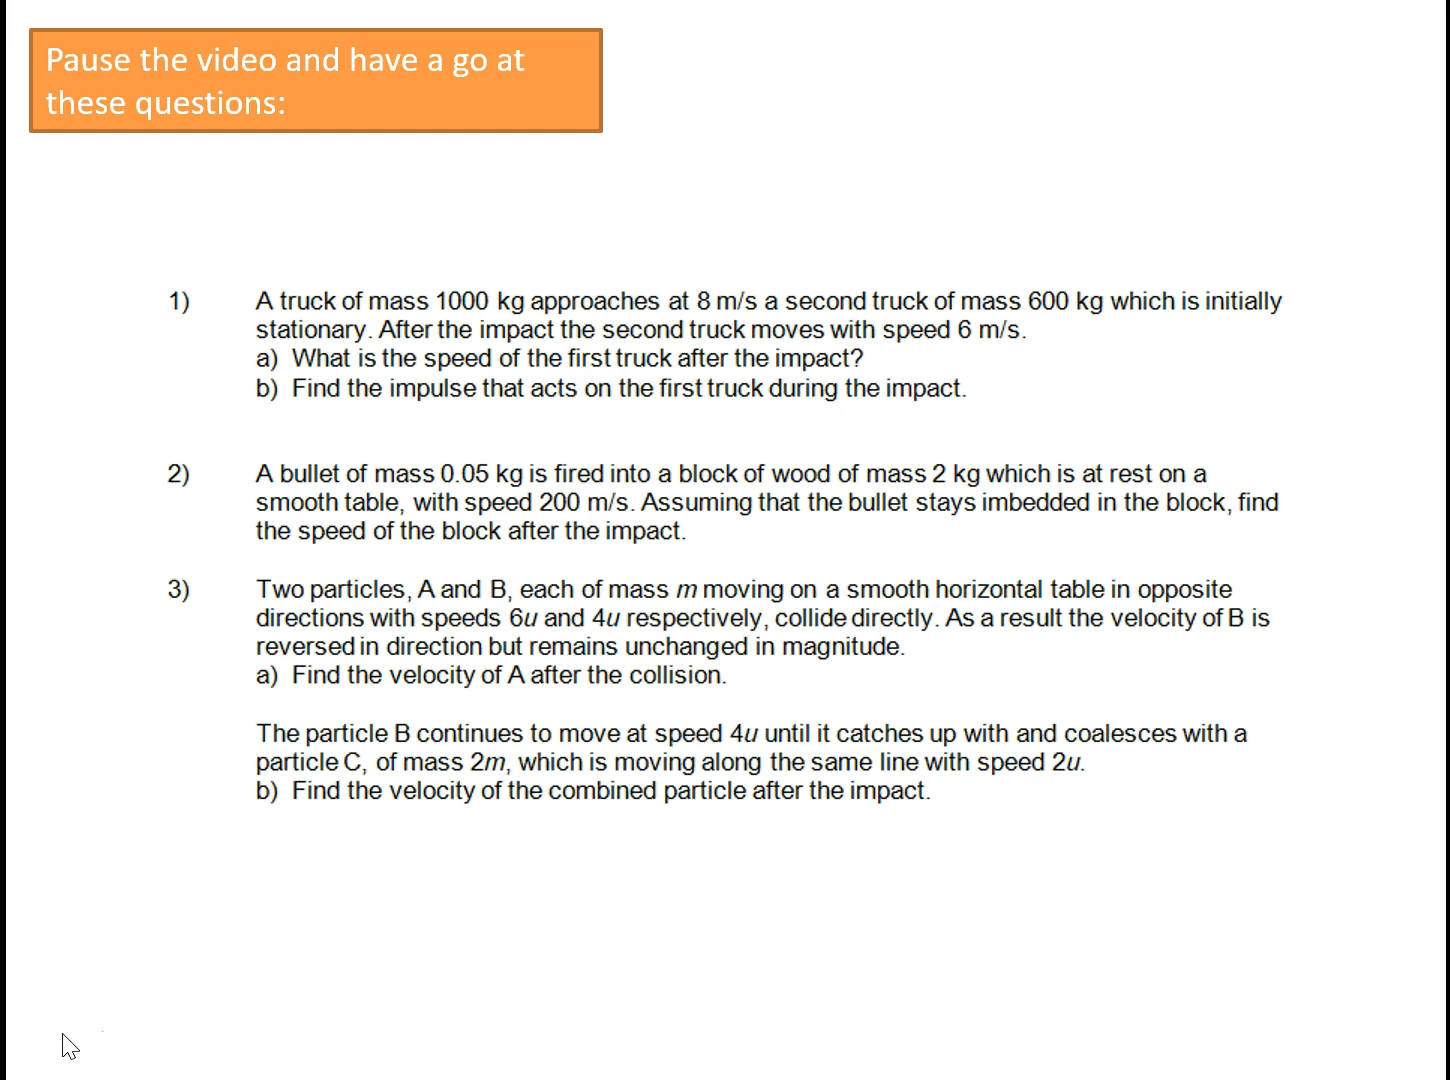 Pause the video and have a go at
these questions:
1) A truck of mass 1000 kg approaches at 8 m/s a second truck of mass 600 kg which is initially
stationary. After the impact the second truck moves with speed 6 m/s.
a) What is the speed of the first truck after the impact?
b) Find the impulse that acts on the first truck during the impact.
2) A bullet of mass 0.05 kg is fired into a block of wood of mass 2 kg which is at rest on a
smooth table, with speed 200 m/s. Assuming that the bullet stays imbedded in the block, find
the speed of the block after the impact.
3) Two particles, A and B, each of mass m moving on a smooth horizontal table in opposite
directions with speeds 6u and 4u respectively, collide directly. As a result the velocity of B is
reversed in direction but remains unchanged in magnitude.
a) Find the velocity of A after the collision.
The particle B continues to move at speed 4u until it catches up with and coalesces with a
particle C, of mass 2m, which is moving along the same line with speed 2u.
b) Find the velocity of the combined particle after the impact.